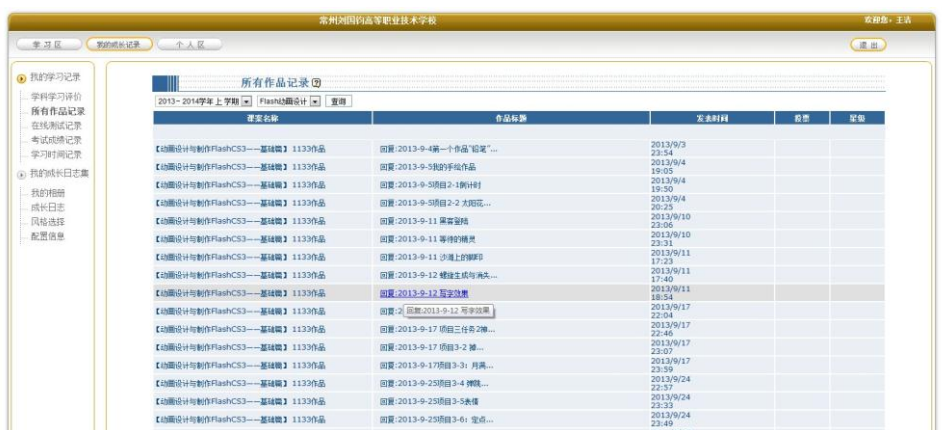 常州刘国钧高等职业技术学校
欢迎您，王洁
学习区 我的成长记录 个人区 退出
我的学习记录
学科学习评价
所有作品记录
在线测试记录
考试成绩记录
学习时间记录
我的成长日志集
我的相册
成长日志
风格选择
配置信息
所有作品记录
2013-2014学年上学期 Flash动画设计 查询
课案名称 作品标题 发表时间 投票 星级
【动画设计与制作FlashCS3——基础篇】1133作品 回复:2013-9-4第一个作品"铅笔"... 2013/9/3 23:54
【动画设计与制作FlashCS3——基础篇】1133作品 回复:2013-9-5我的手绘作品 2013/9/4 19:05
【动画设计与制作FlashCS3——基础篇】1133作品 回复:2013-9-5项目2-1倒计时 2013/9/4 19:50
【动画设计与制作FlashCS3——基础篇】1133作品 回复:2013-9-5项目2-2 太阳花... 2013/9/4 20:25
【动画设计与制作FlashCS3——基础篇】1133作品 回复:2013-9-11 黑客登陆 2013/9/10 23:06
【动画设计与制作FlashCS3——基础篇】1133作品 回复:2013-9-11 等待的精灵 2013/9/10 23:31
【动画设计与制作FlashCS3——基础篇】1133作品 回复:2013-9-11 沙滩上的脚印 2013/9/11 17:23
【动画设计与制作FlashCS3——基础篇】1133作品 回复:2013-9-12 螺旋生成与消失... 2013/9/11 17:40
【动画设计与制作FlashCS3——基础篇】1133作品 回复:2013-9-12 写字效果 2013/9/11 18:54
【动画设计与制作FlashCS3——基础篇】1133作品 回复:2 回复:2013-9-12 写字效果 2013/9/17 22:04
【动画设计与制作FlashCS3——基础篇】1133作品 回复:2013-9-17 项目三任务2... 2013/9/17 22:46
【动画设计与制作FlashCS3——基础篇】1133作品 回复:2013-9-17 项目3-2 ... 2013/9/17 23:07
【动画设计与制作FlashCS3——基础篇】1133作品 回复:2013-9-17项目3-3：月满... 2013/9/17 23:59
【动画设计与制作FlashCS3——基础篇】1133作品 回复:2013-9-25项目3-4 弹跳... 2013/9/24 22:57
【动画设计与制作FlashCS3——基础篇】1133作品 回复:2013-9-25项目3-5表情 2013/9/24 23:33
【动画设计与制作FlashCS3——基础篇】1133作品 回复:2013-9-25项目3-6：定点... 2013/9/24 23:49